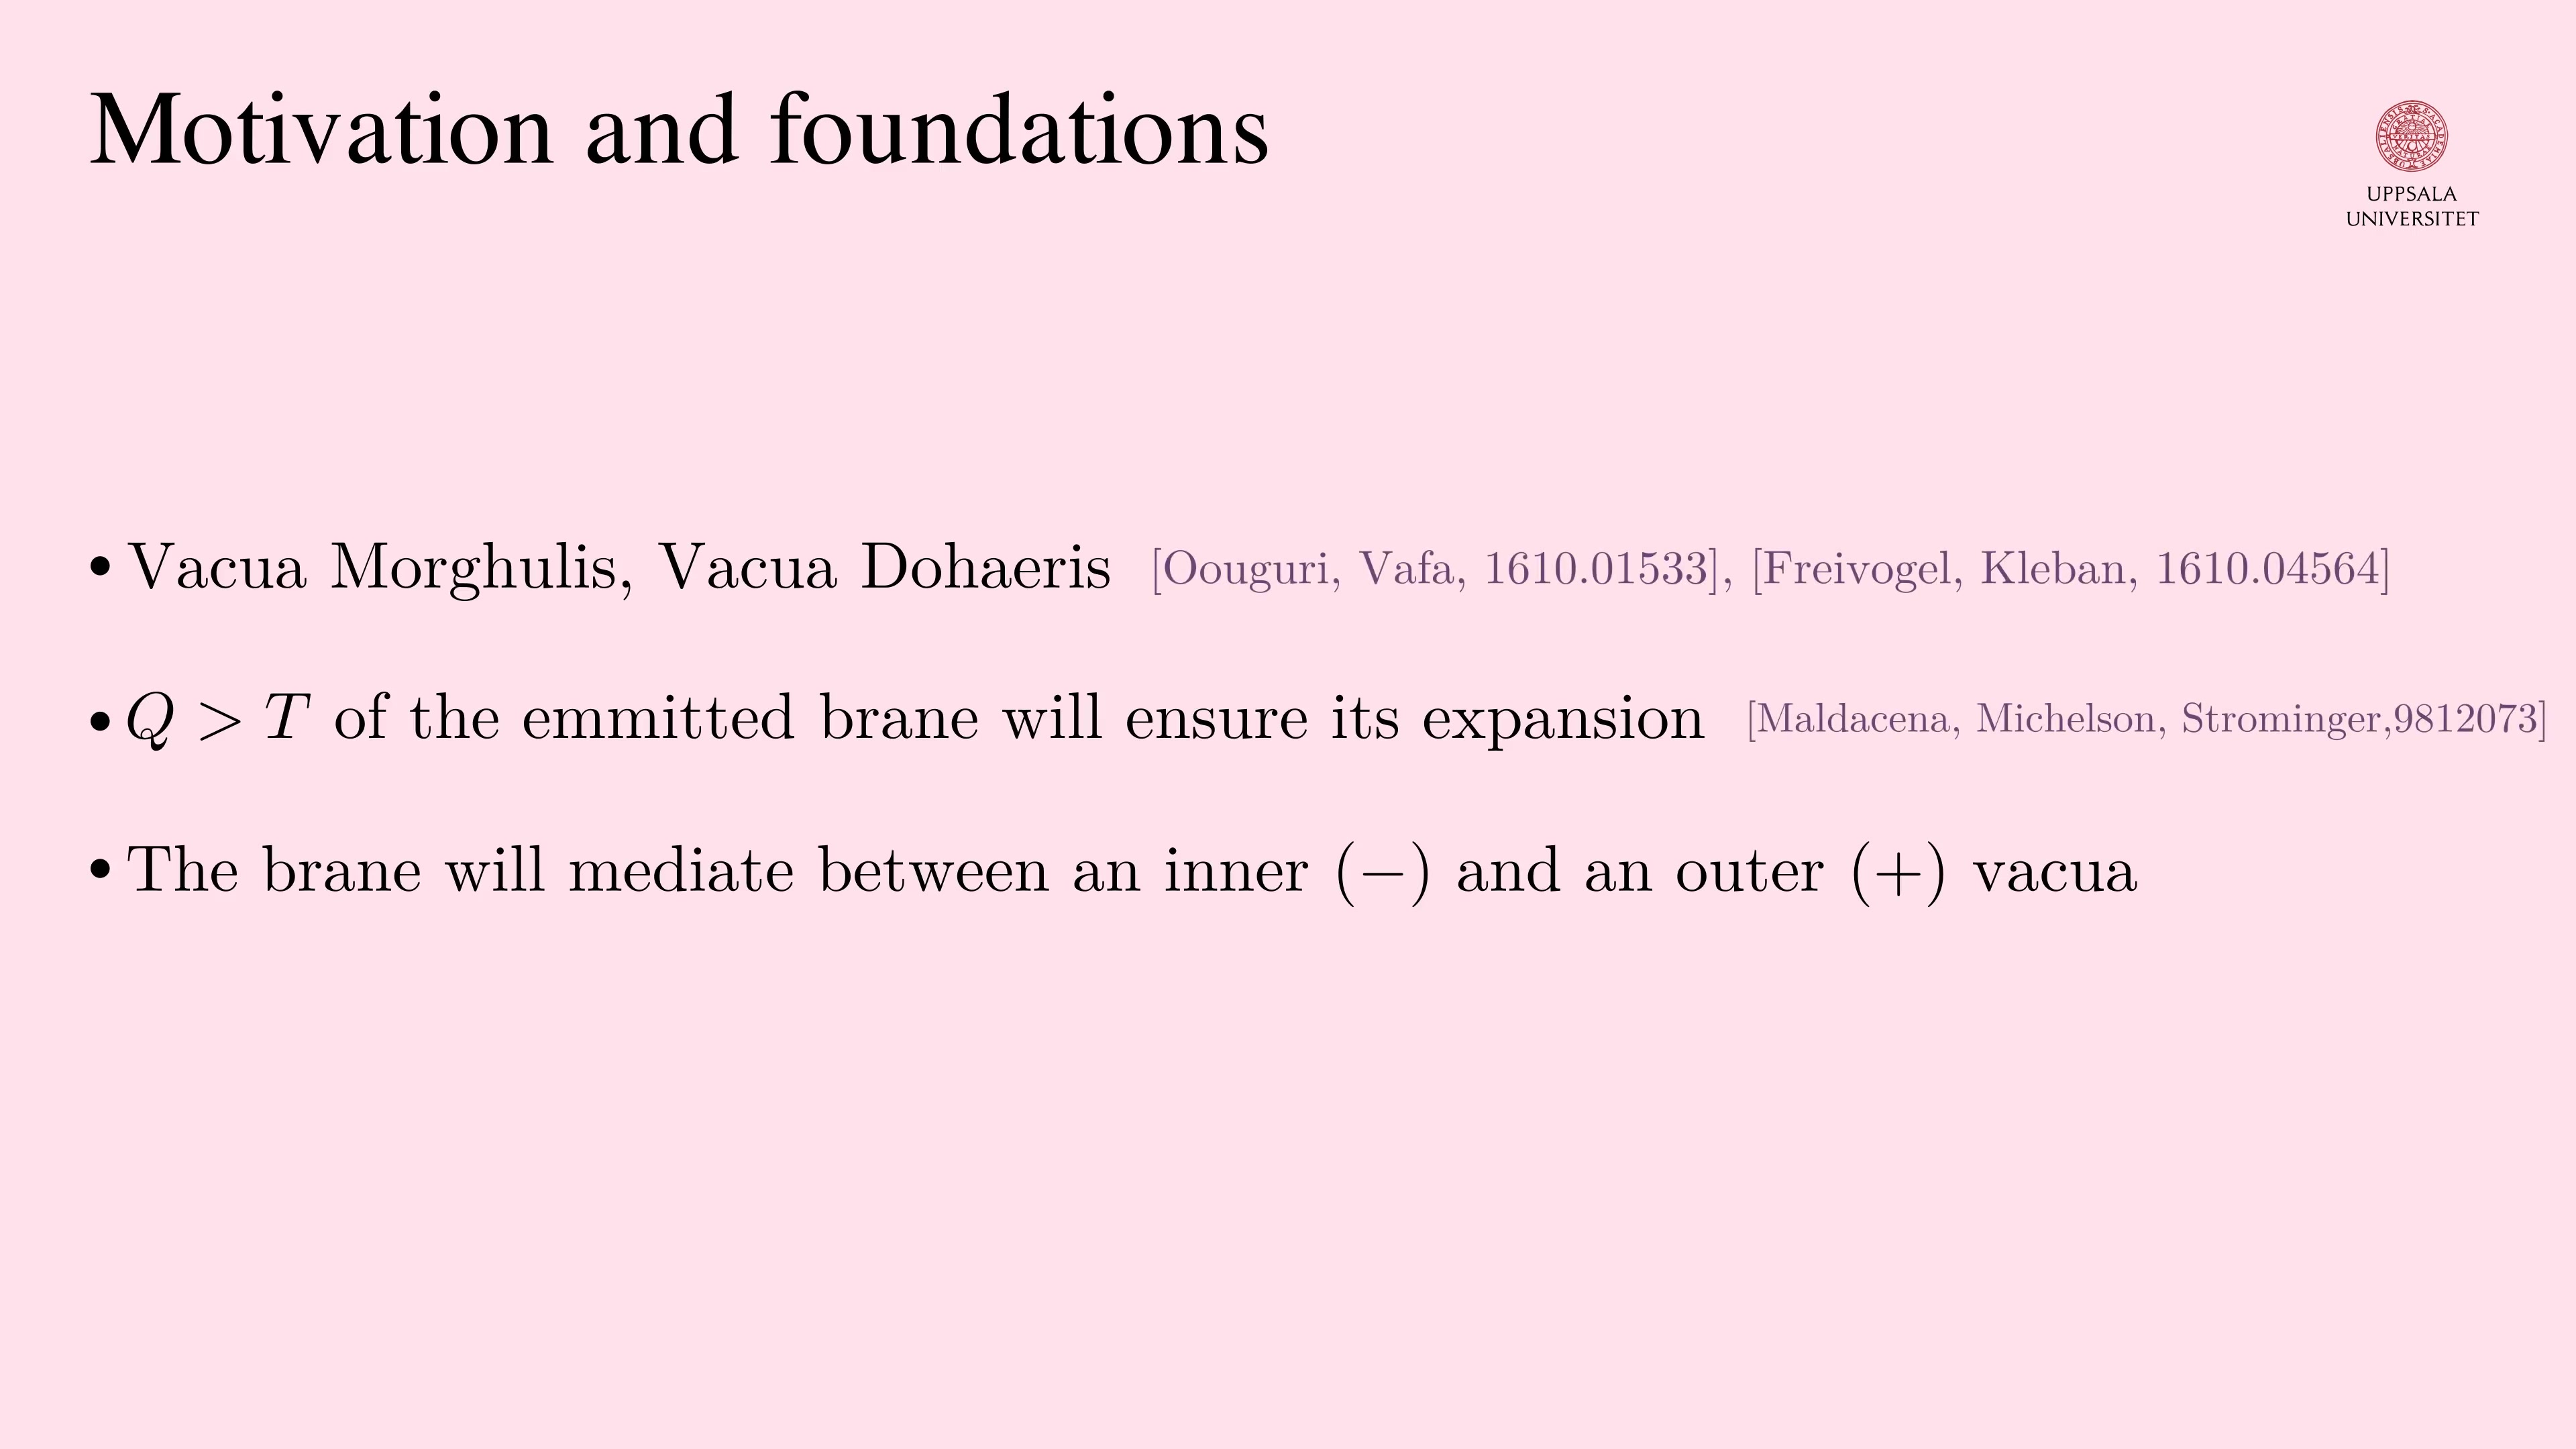 Motivation and foundations
UPPSALA
UNIVERSITET
• Vacua Morghulis, Vacua Dohaeris [Oouguri, Vafa, 1610.01533], [Freivogel, Kleban, 1610.04564]
• Q > T of the emmitted brane will ensure its expansion [Maldacena, Michelson, Strominger,9812073]
• The brane will mediate between an inner (−) and an outer (+) vacua